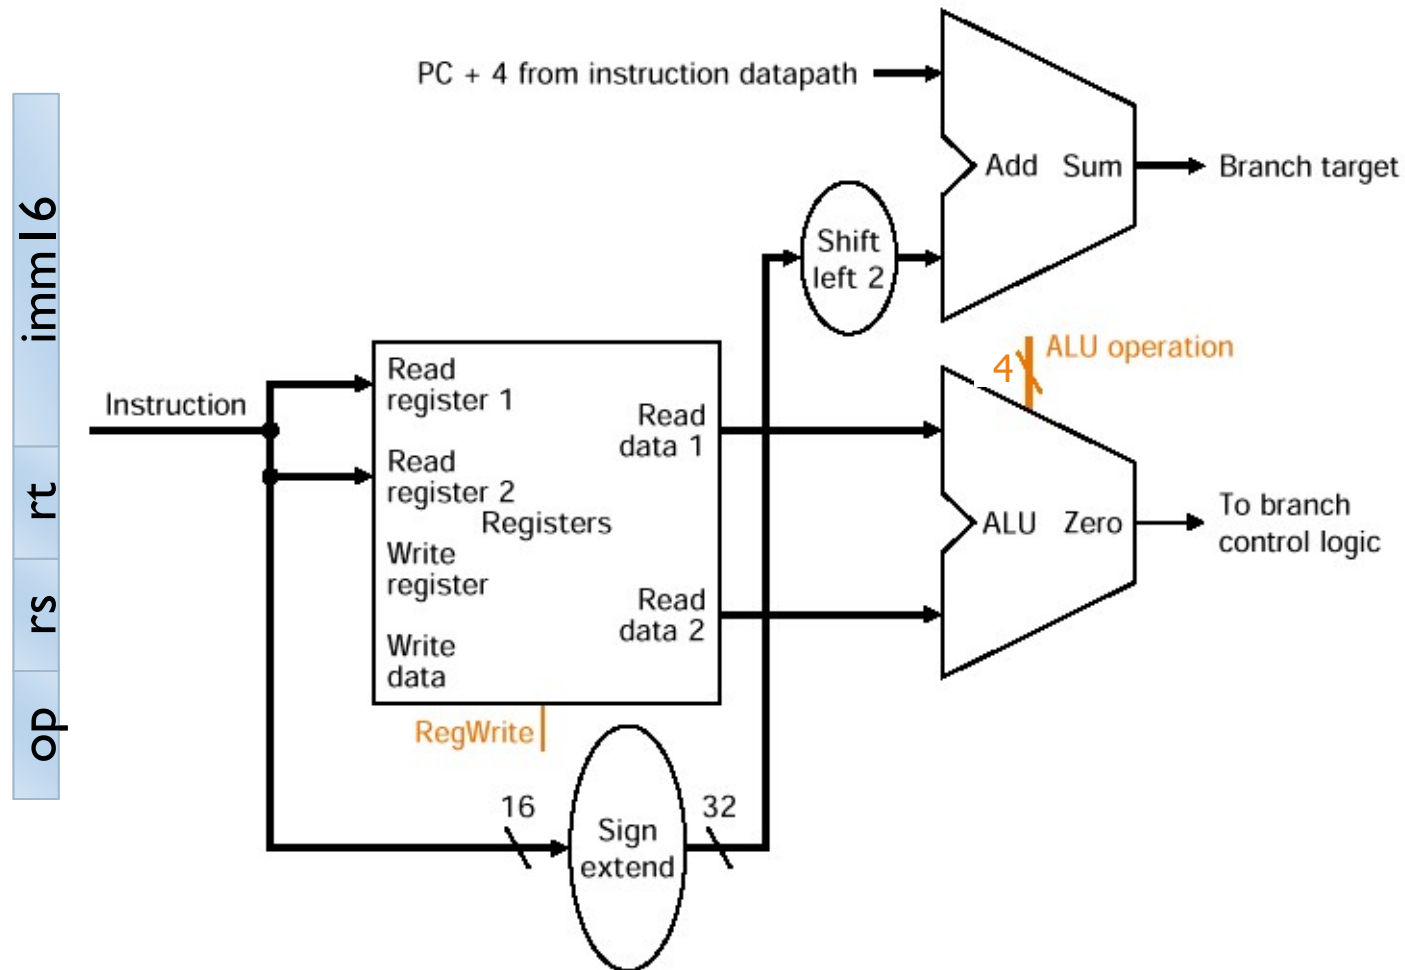 PC + 4 from instruction datapath
Add Sum
Branch target
Shift
left 2
imm16
rt
rs
op
Instruction
Read
register 1
Read
register 2
Registers
Write
register
Write
data
Read
data 1
Read
data 2
RegWrite
4
ALU operation
ALU Zero
To branch
control logic
16
Sign
extend
32